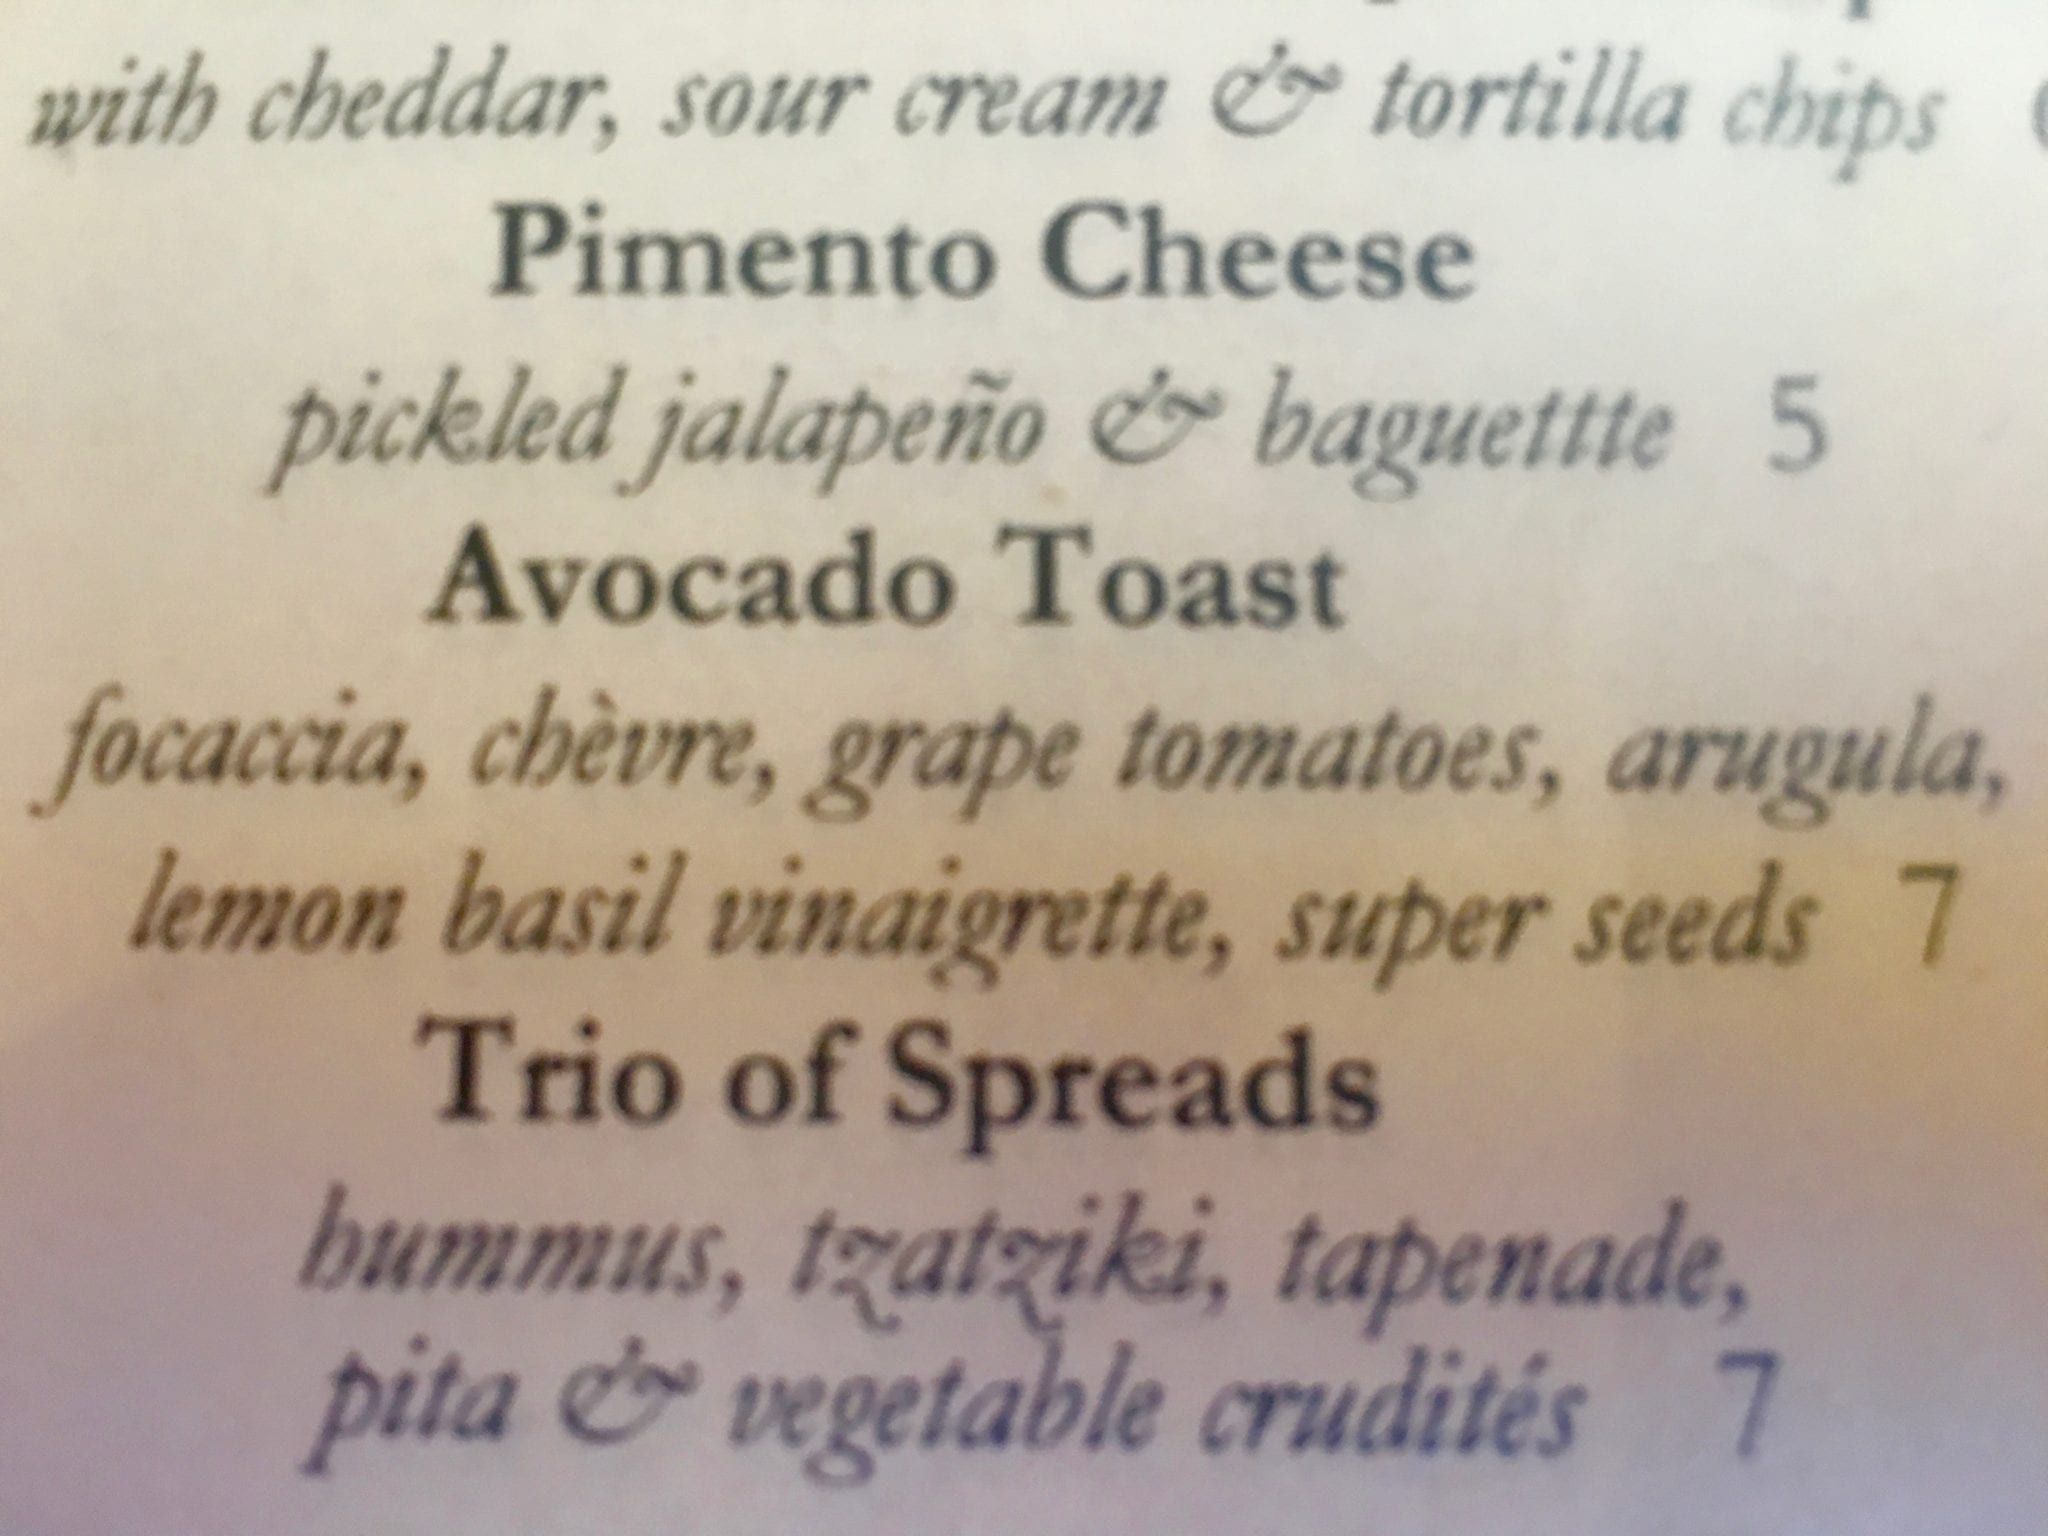 with cheddar, sour cream & tortilla chips
Pimento Cheese
pickled jalapeño & baguettte 5
Avocado Toast
focaccia, chèvre, grape tomatoes, arugula,
lemon basil vinaigrette, super seeds 7
Trio of Spreads
hummus, tzatziki, tapenade,
pita & vegetable crudités 7